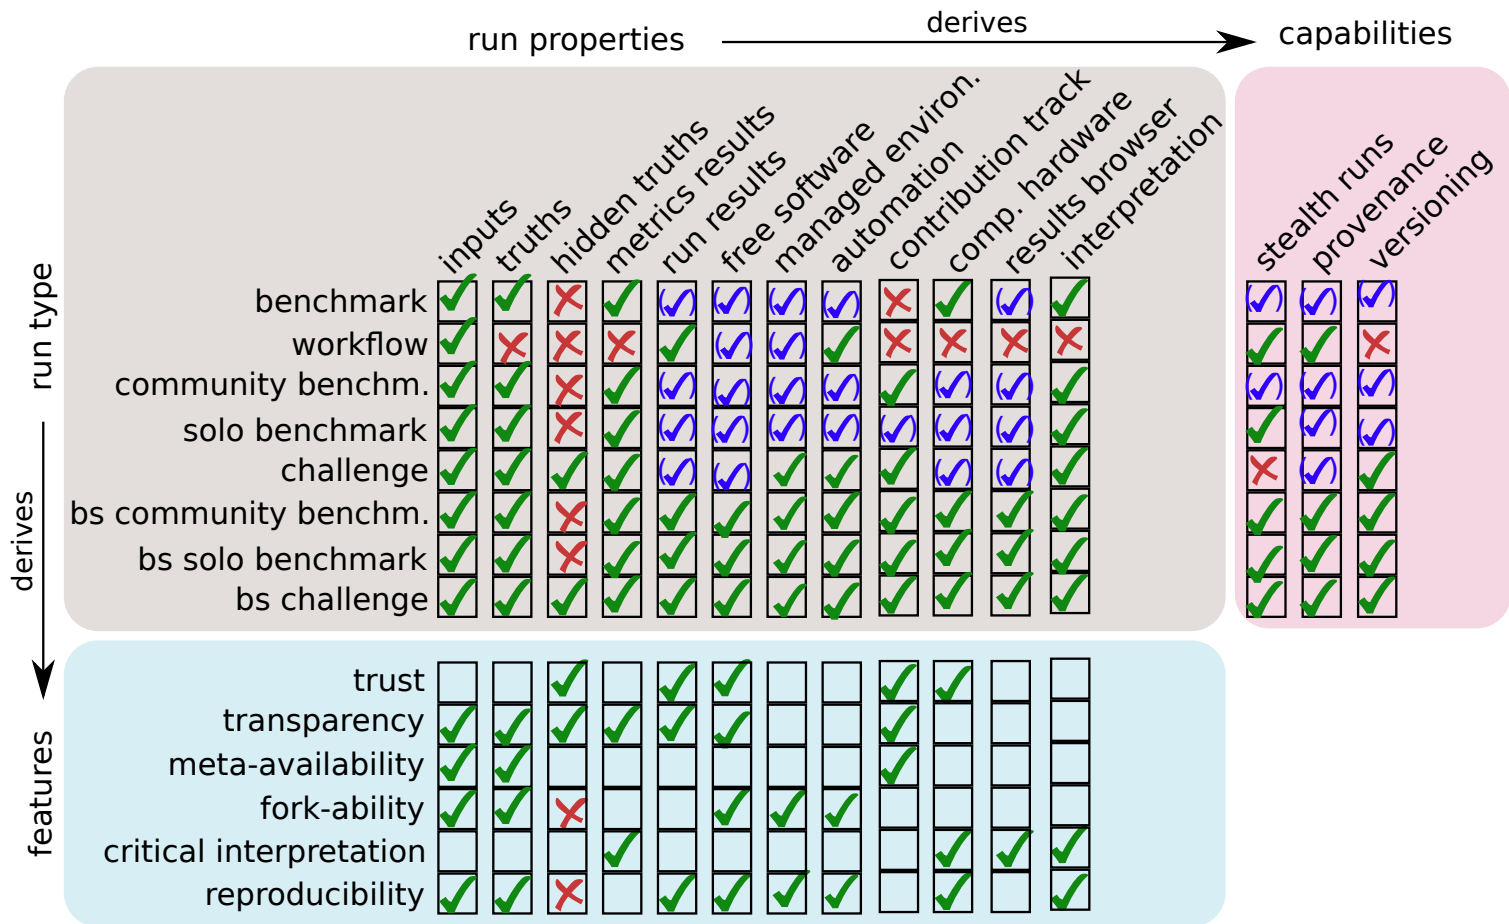 run properties
derives
capabilities
inputs
truths
hidden truths
metrics results
run results
free software
managed environ.
automation
contribution track
comp. hardware
results browser
interpretation
stealth runs
provenance
versioning
run type
derives
features
benchmark
workflow
community benchm.
solo benchmark
challenge
bs community benchm.
bs solo benchmark
bs challenge
trust
transparency
meta-availability
fork-ability
critical interpretation
reproducibility